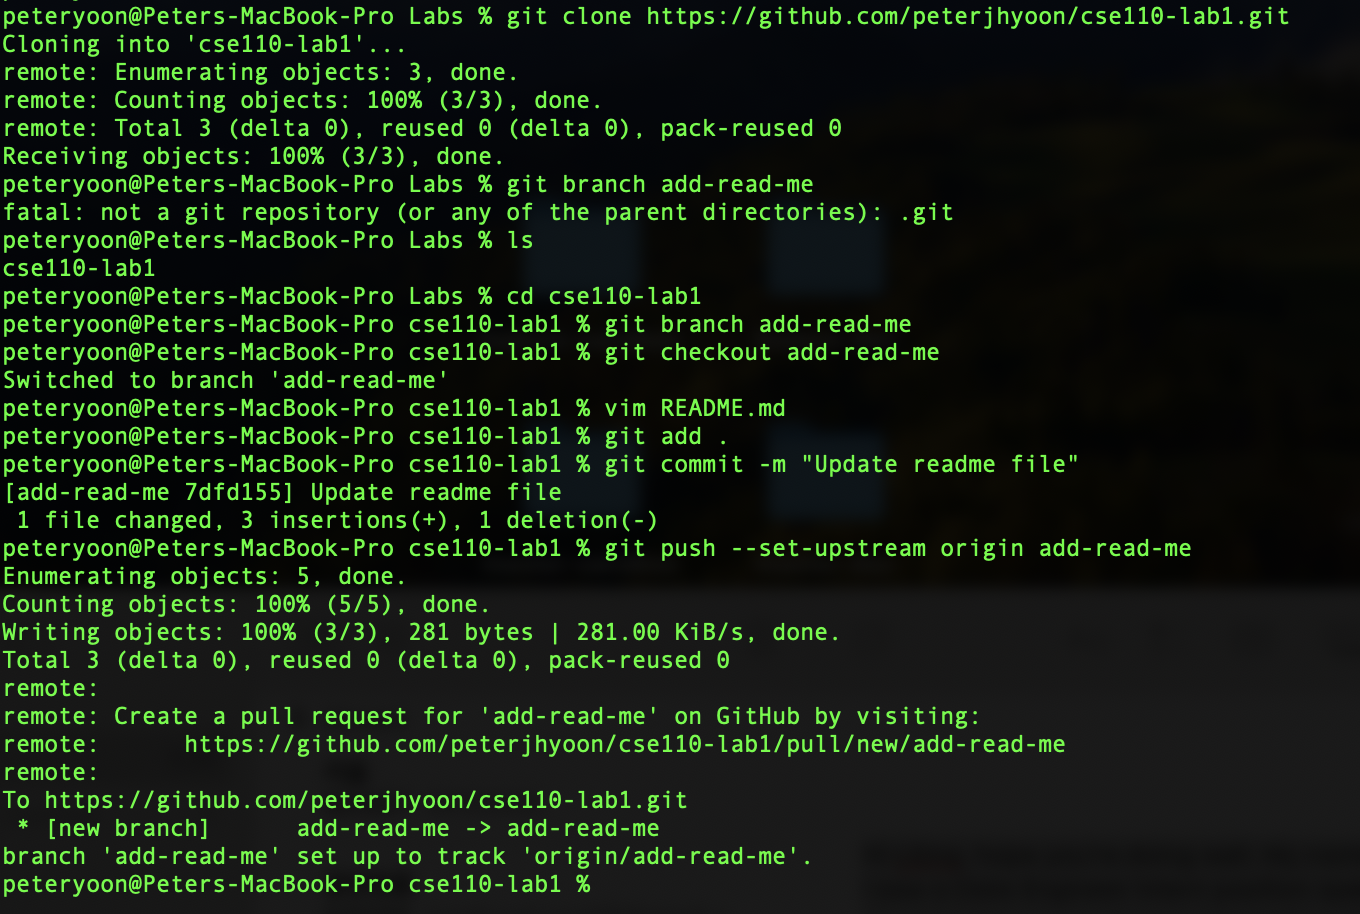 peteryoon@Peters-MacBook-Pro Labs % git clone https://github.com/peterjhyoon/cse110-lab1.git
Cloning into 'cse110-lab1'...
remote: Enumerating objects: 3, done.
remote: Counting objects: 100% (3/3), done.
remote: Total 3 (delta 0), reused 0 (delta 0), pack-reused 0
Receiving objects: 100% (3/3), done.
peteryoon@Peters-MacBook-Pro Labs % git branch add-read-me
fatal: not a git repository (or any of the parent directories): .git
peteryoon@Peters-MacBook-Pro Labs % ls
cse110-lab1
peteryoon@Peters-MacBook-Pro Labs % cd cse110-lab1
peteryoon@Peters-MacBook-Pro cse110-lab1 % git branch add-read-me
peteryoon@Peters-MacBook-Pro cse110-lab1 % git checkout add-read-me
Switched to branch 'add-read-me'
peteryoon@Peters-MacBook-Pro cse110-lab1 % vim README.md
peteryoon@Peters-MacBook-Pro cse110-lab1 % git add .
peteryoon@Peters-MacBook-Pro cse110-lab1 % git commit -m "Update readme file"
[add-read-me 7dfd155] Update readme file
 1 file changed, 3 insertions(+), 1 deletion(-)
peteryoon@Peters-MacBook-Pro cse110-lab1 % git push --set-upstream origin add-read-me
Enumerating objects: 5, done.
Counting objects: 100% (5/5), done.
Writing objects: 100% (3/3), 281 bytes | 281.00 KiB/s, done.
Total 3 (delta 0), reused 0 (delta 0), pack-reused 0
remote:
remote: Create a pull request for 'add-read-me' on GitHub by visiting:
remote:      https://github.com/peterjhyoon/cse110-lab1/pull/new/add-read-me
remote:
To https://github.com/peterjhyoon/cse110-lab1.git
 * [new branch]      add-read-me -> add-read-me
branch 'add-read-me' set up to track 'origin/add-read-me'.
peteryoon@Peters-MacBook-Pro cse110-lab1 %